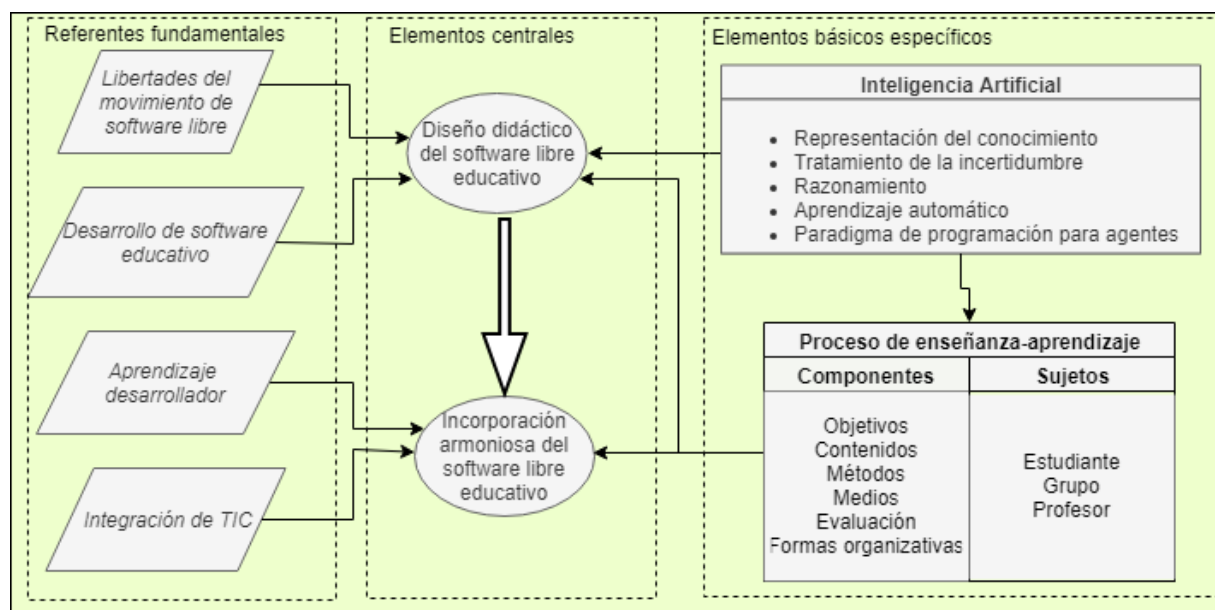 Referentes fundamentales
Libertades del
movimiento de
software libre
Desarrollo de software
educativo
Aprendizaje
desarrollador
Integración de TIC
Elementos centrales
Diseño didáctico
del software libre
educativo
Incorporación
armoniosa del
software libre
educativo
Elementos básicos específicos
Inteligencia Artificial
• Representación del conocimiento
• Tratamiento de la incertidumbre
• Razonamiento
• Aprendizaje automático
• Paradigma de programación para agentes
Proceso de enseñanza-aprendizaje
Componentes
Objetivos
Contenidos
Métodos
Medios
Evaluación
Formas organizativas
Sujetos
Estudiante
Grupo
Profesor